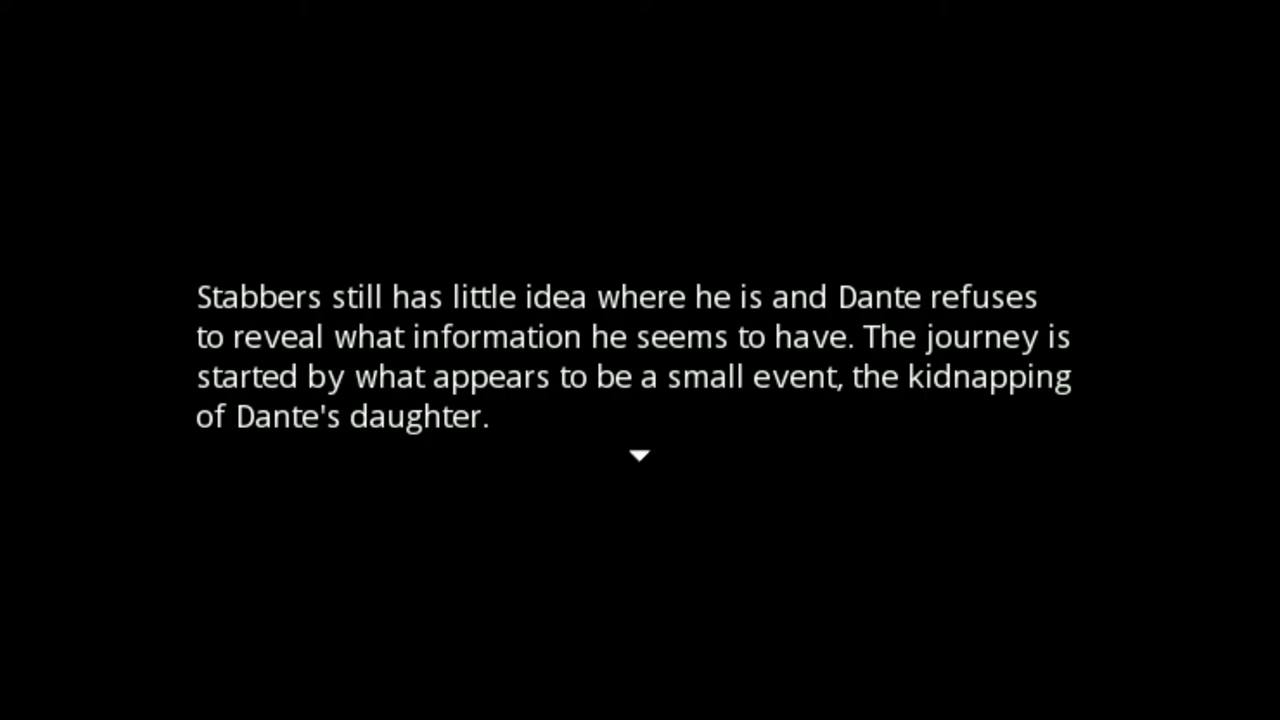 Stabbers still has little idea where he is and Dante refuses
to reveal what information he seems to have. The journey is
started by what appears to be a small event, the kidnapping
of Dante's daughter.